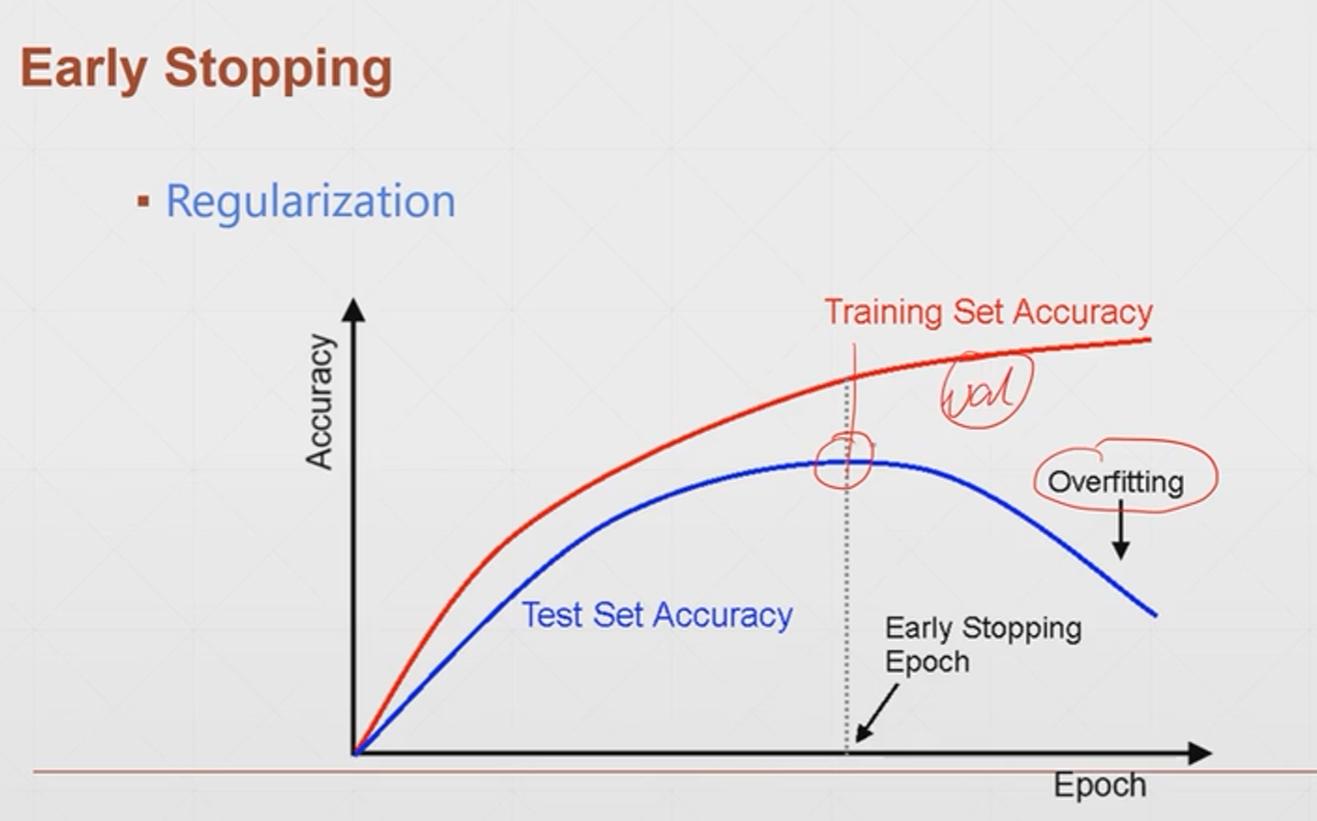 Early Stopping
▪ Regularization
Training Set Accuracy
val
Accuracy
Overfitting
Test Set Accuracy
Early Stopping
Epoch
Epoch